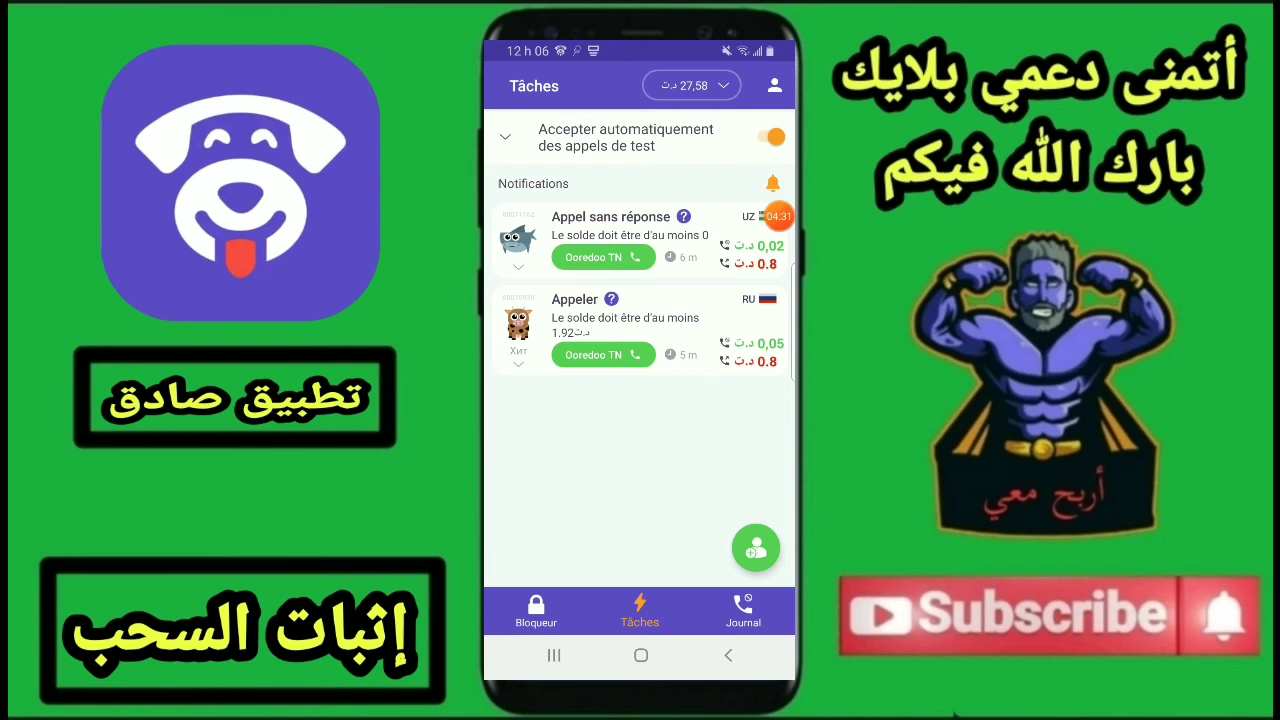 أتمنى دعمي بلايك
بارك الله فيكم
تطبيق صادق
إثبات السحب
أربح معي
Subscribe
12 h 06
Tâches
27,58 د.ت
Accepter automatiquement
des appels de test
Notifications
68071162
Appel sans réponse ?
UZ
04:31
Le solde doit être d'au moins 0
Ooredoo TN
6 m
0,02 د.ت
0.8 د.ت
Appeler ?
RU
Le solde doit être d'au moins
1.92د.ت
Хит
Ooredoo TN
5 m
0,05 د.ت
0.8 د.ت
Bloqueur
Tâches
Journal